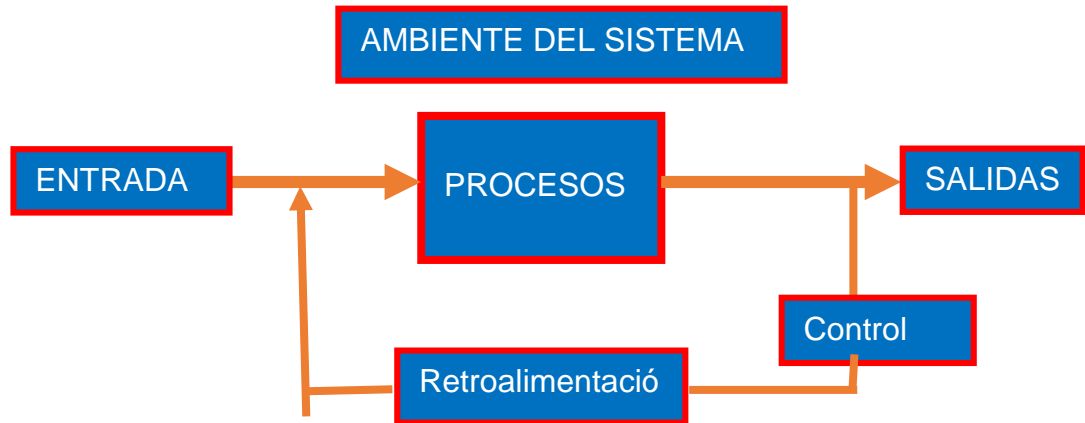 AMBIENTE DEL SISTEMA
ENTRADA
PROCESOS
SALIDAS
Control
Retroalimentació